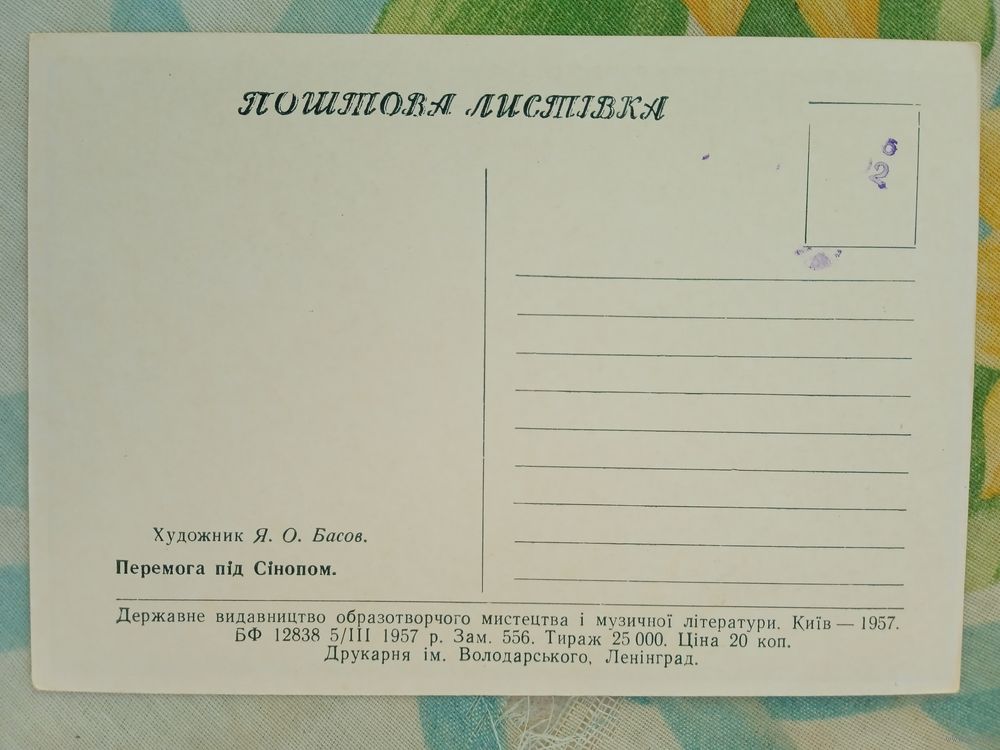 ПОШТОВА ЛИСТІВКА
5
2
Художник Я. О. Басов.
Перемога під Сінопом.
Державне видавництво образотворчого мистецтва і музичної літератури. Київ — 1957.
БФ 12838 5/III 1957 р. Зам. 556. Тираж 25 000. Ціна 20 коп.
Друкарня ім. Володарського, Ленінград.